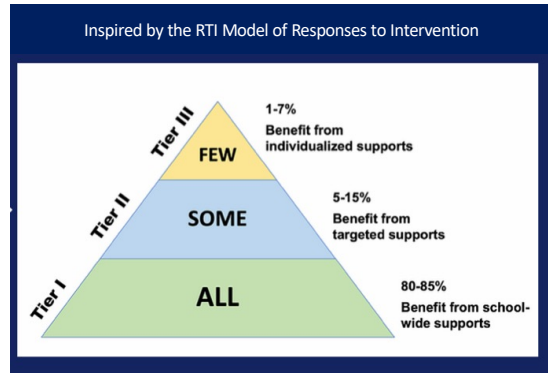 Inspired by the RTI Model of Responses to Intervention
Tier III
FEW
1-7%
Benefit from
individualized supports
Tier II
SOME
5-15%
Benefit from
targeted supports
Tier I
ALL
80-85%
Benefit from school-
wide supports